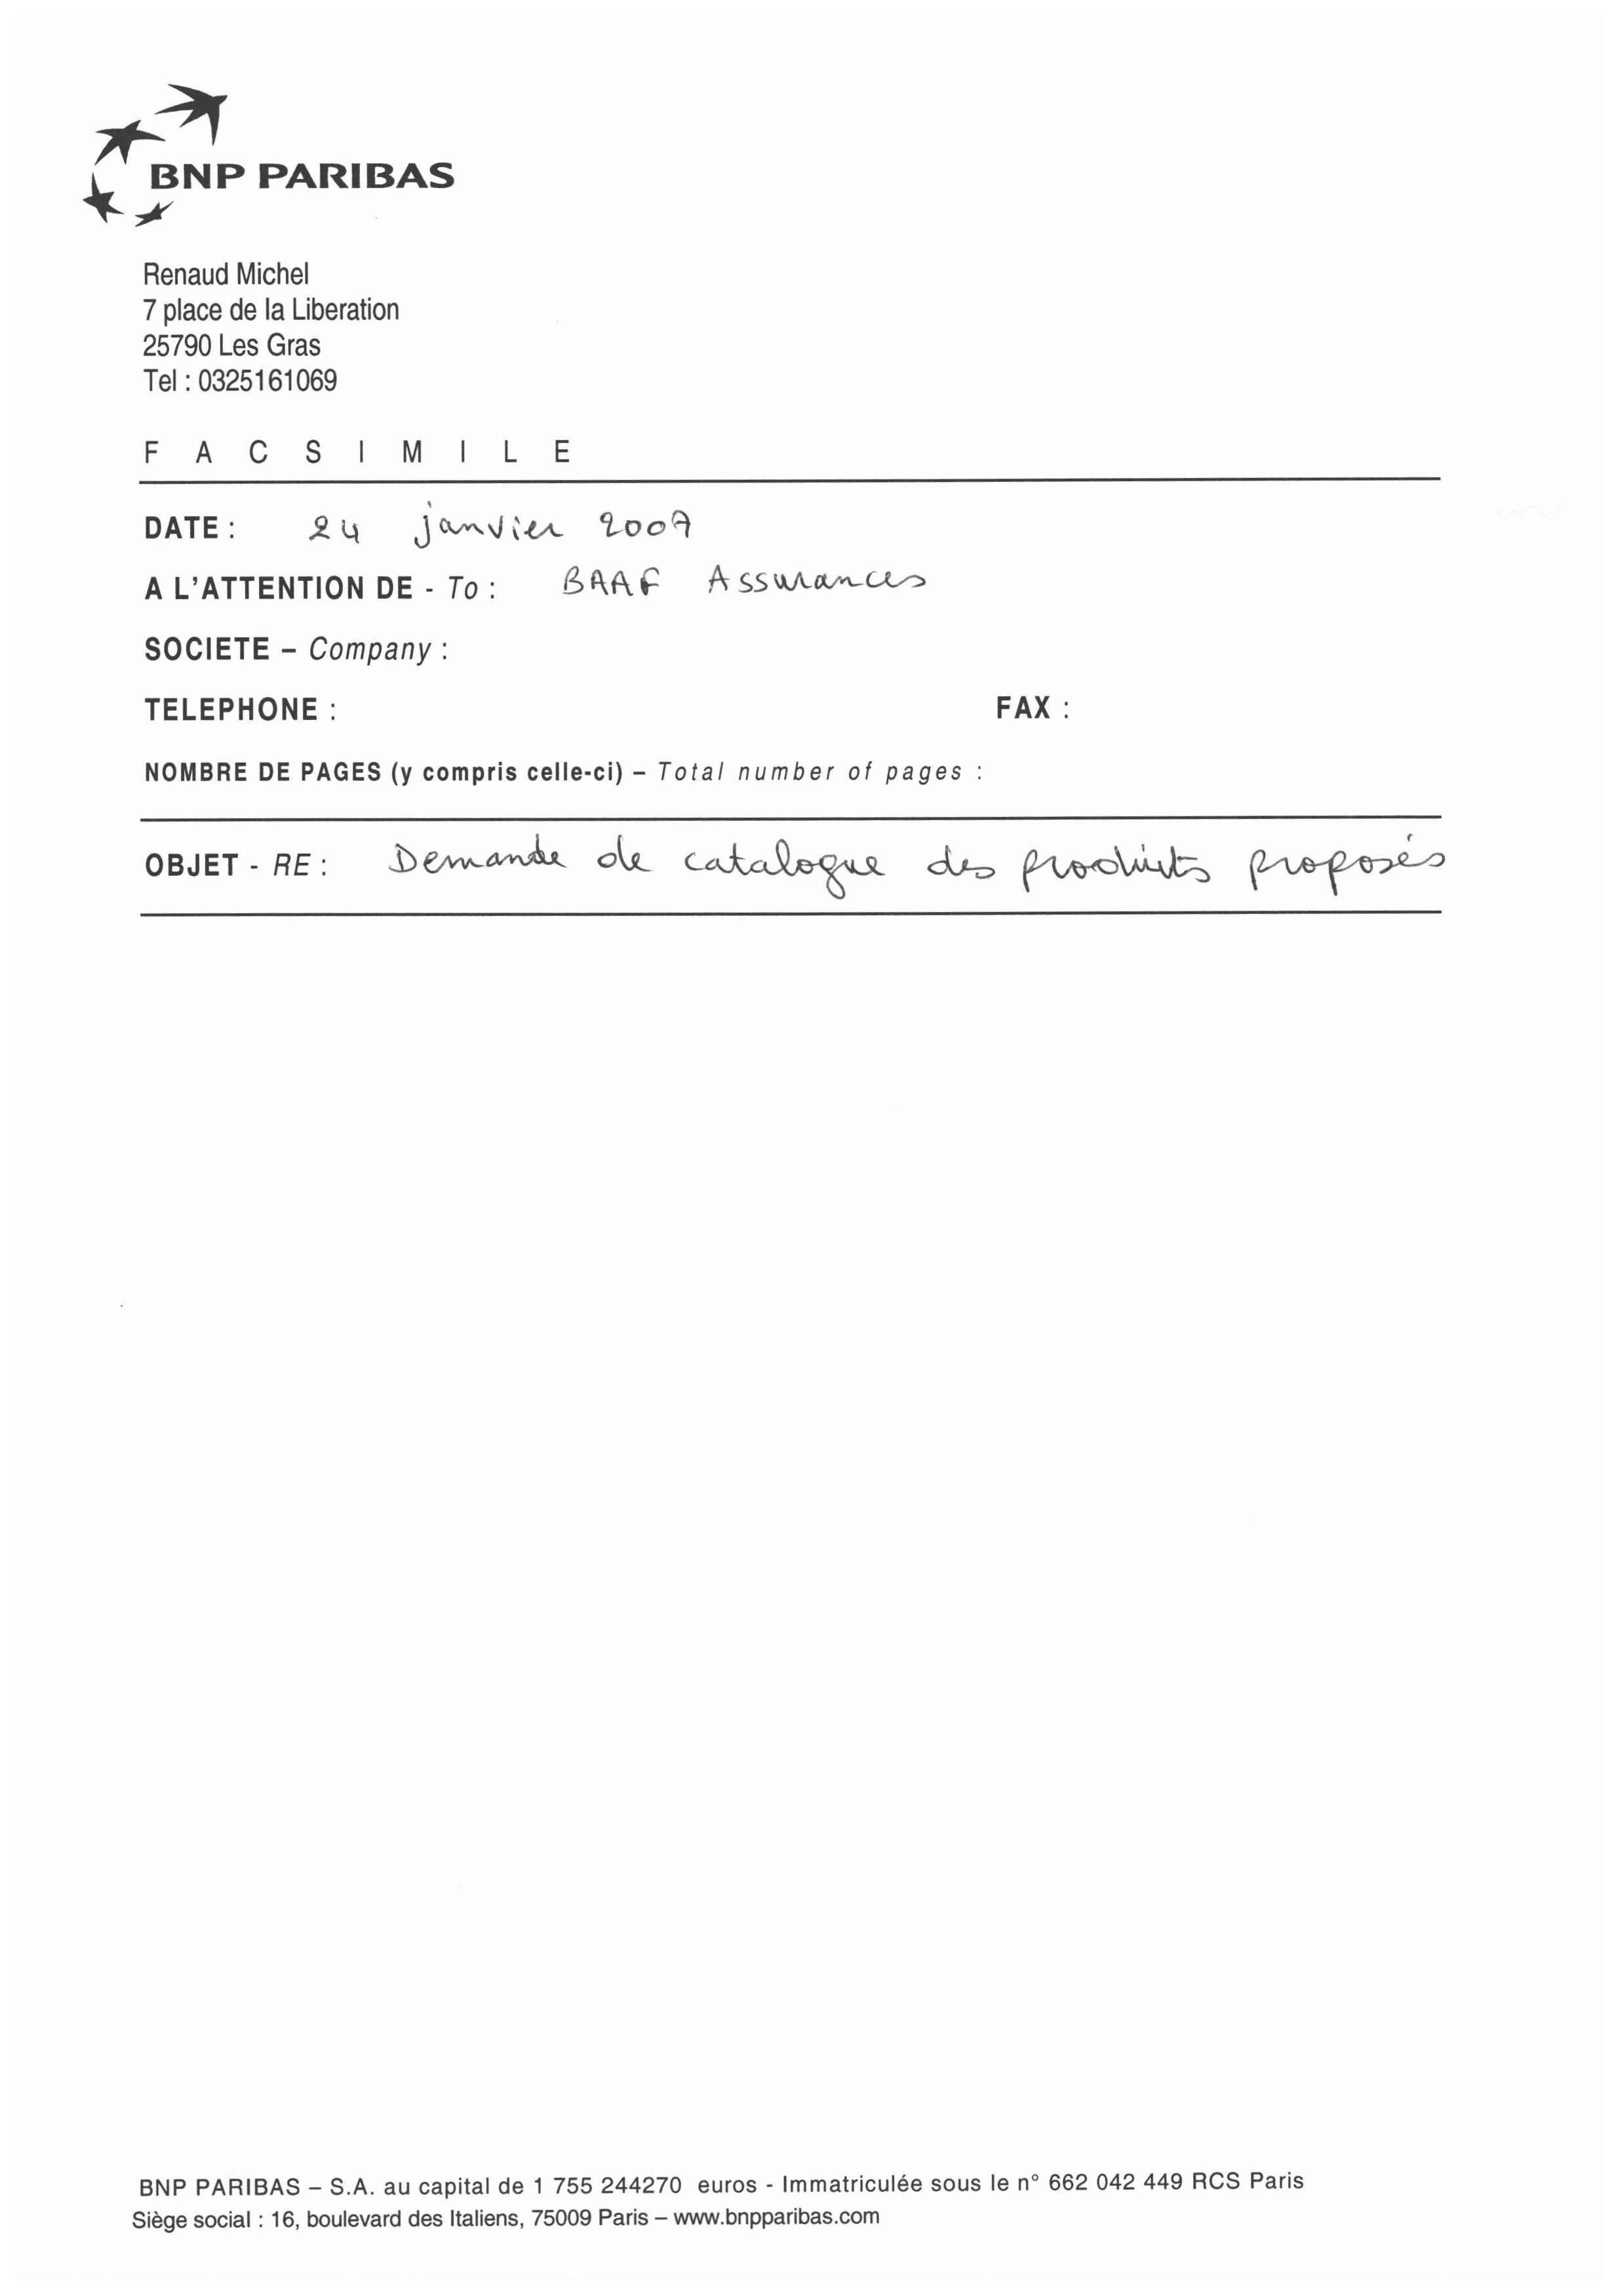 BNP PARIBAS
Renaud Michel
7 place de la Liberation
25790 Les Gras
Tel : 0325161069
F A C S I M I L E
DATE : 24 janvier 2007
A L'ATTENTION DE - To : BAAF Assurances
SOCIETE – Company :
TELEPHONE : FAX :
NOMBRE DE PAGES (y compris celle-ci) – Total number of pages :
OBJET - RE : Demande de catalogue des produits proposés
BNP PARIBAS – S.A. au capital de 1 755 244270 euros - Immatriculée sous le n° 662 042 449 RCS Paris
Siège social : 16, boulevard des Italiens, 75009 Paris – www.bnpparibas.com